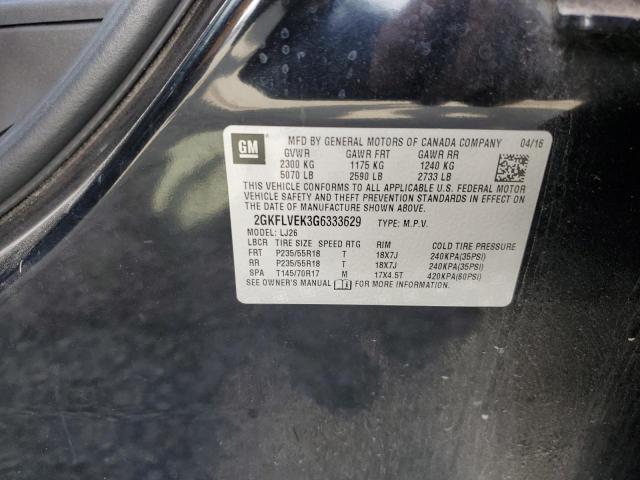 GM MFD BY GENERAL MOTORS OF CANADA COMPANY 04/16
GVWR GAWR FRT GAWR RR
2300 KG 1175 KG 1240 KG
5070 LB 2590 LB 2733 LB
THIS VEHICLE CONFORMS TO ALL APPLICABLE U.S. FEDERAL MOTOR
VEHICLE SAFETY, BUMPER, AND THEFT PREVENTION STANDARDS IN
EFFECT ON THE DATE OF MANUFACTURE SHOWN ABOVE.
2GKFLVEK3G6333629 TYPE: M.P.V.
MODEL: LJ26
LBCR TIRE SIZE SPEED RTG RIM COLD TIRE PRESSURE
FRT P235/55R18 T 18X7J 240KPA(35PSI)
RR P235/55R18 T 18X7J 240KPA(35PSI)
SPA T145/70R17 M 17X4.5T 420KPA(60PSI)
SEE OWNER'S MANUAL FOR MORE INFORMATION.